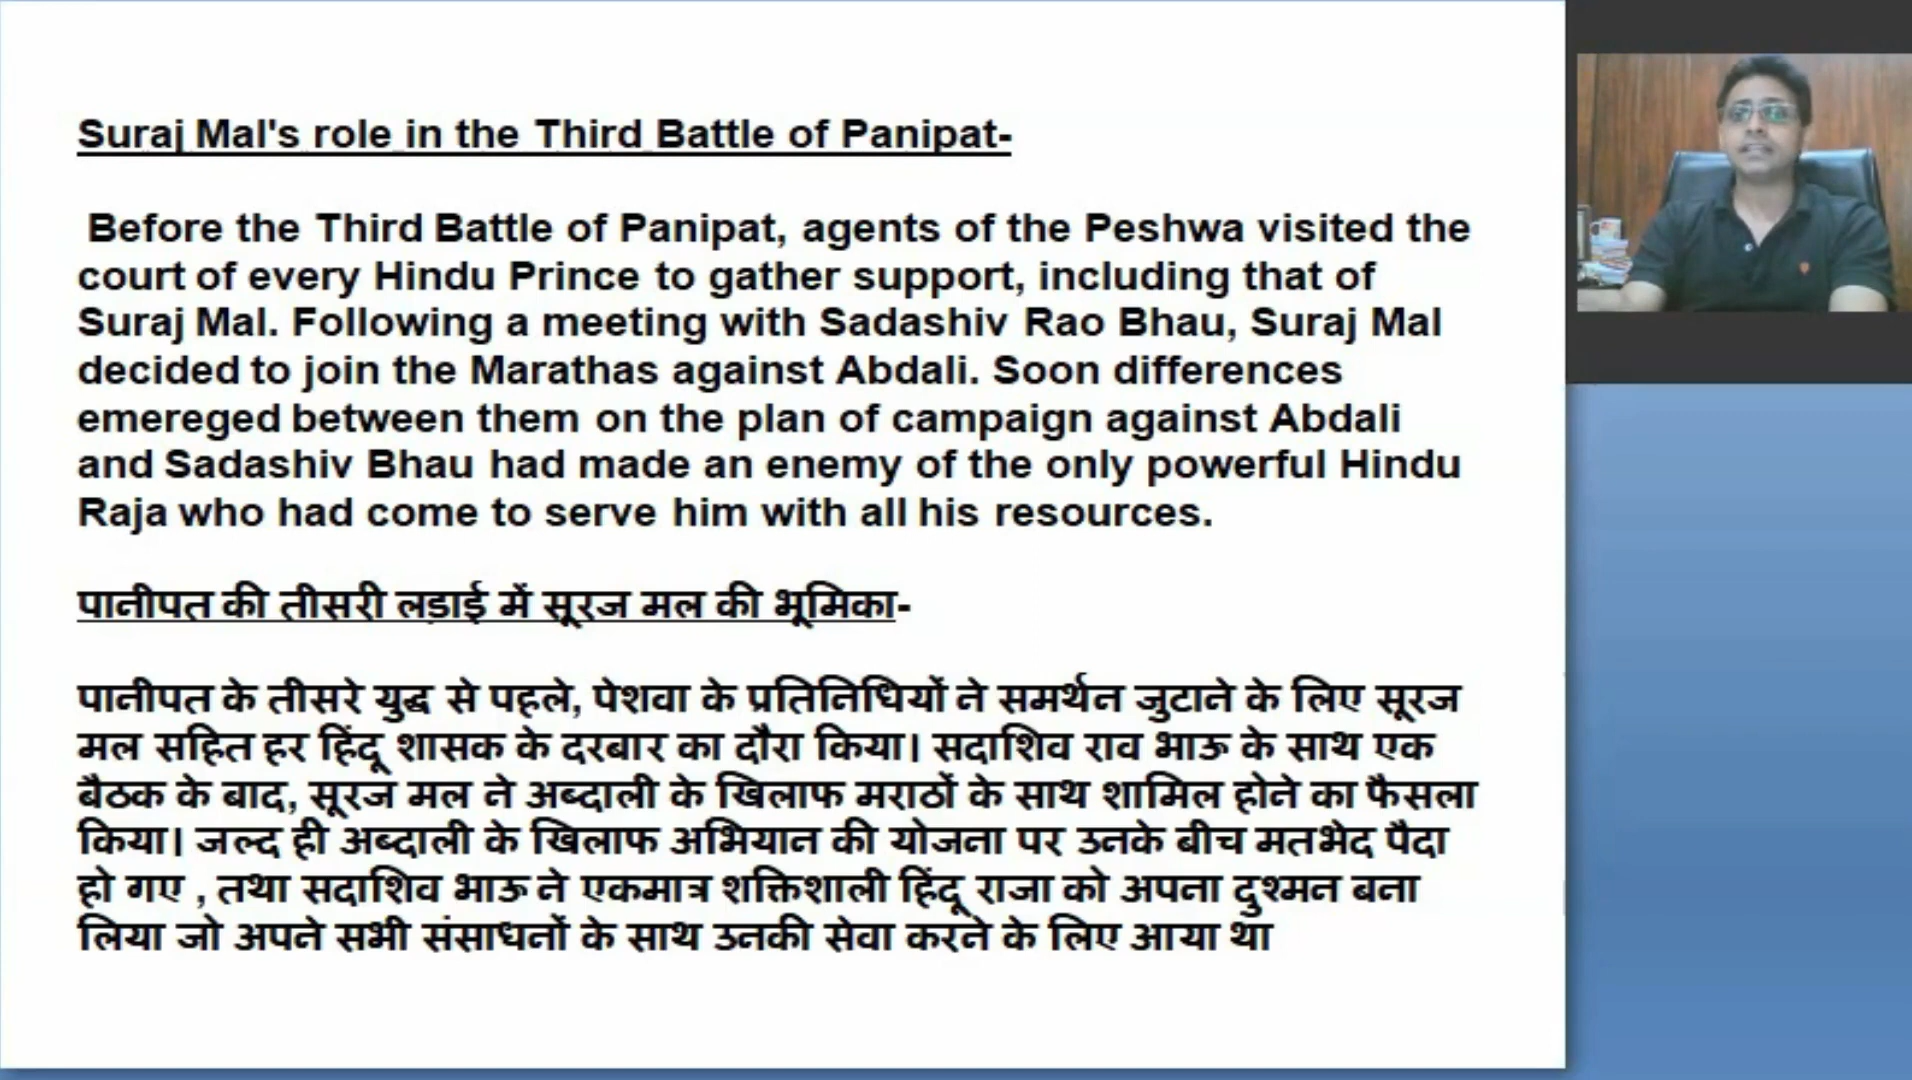 Suraj Mal's role in the Third Battle of Panipat-
Before the Third Battle of Panipat, agents of the Peshwa visited the
court of every Hindu Prince to gather support, including that of
Suraj Mal. Following a meeting with Sadashiv Rao Bhau, Suraj Mal
decided to join the Marathas against Abdali. Soon differences
emereged between them on the plan of campaign against Abdali
and Sadashiv Bhau had made an enemy of the only powerful Hindu
Raja who had come to serve him with all his resources.
पानीपत की तीसरी लड़ाई में सूरज मल की भूमिका-
पानीपत के तीसरे युद्ध से पहले, पेशवा के प्रतिनिधियों ने समर्थन जुटाने के लिए सूरज
मल सहित हर हिंदू शासक के दरबार का दौरा किया। सदाशिव राव भाऊ के साथ एक
बैठक के बाद, सूरज मल ने अब्दाली के खिलाफ मराठों के साथ शामिल होने का फैसला
किया। जल्द ही अब्दाली के खिलाफ अभियान की योजना पर उनके बीच मतभेद पैदा
हो गए , तथा सदाशिव भाऊ ने एकमात्र शक्तिशाली हिंदू राजा को अपना दुश्मन बना
लिया जो अपने सभी संसाधनों के साथ उनकी सेवा करने के लिए आया था